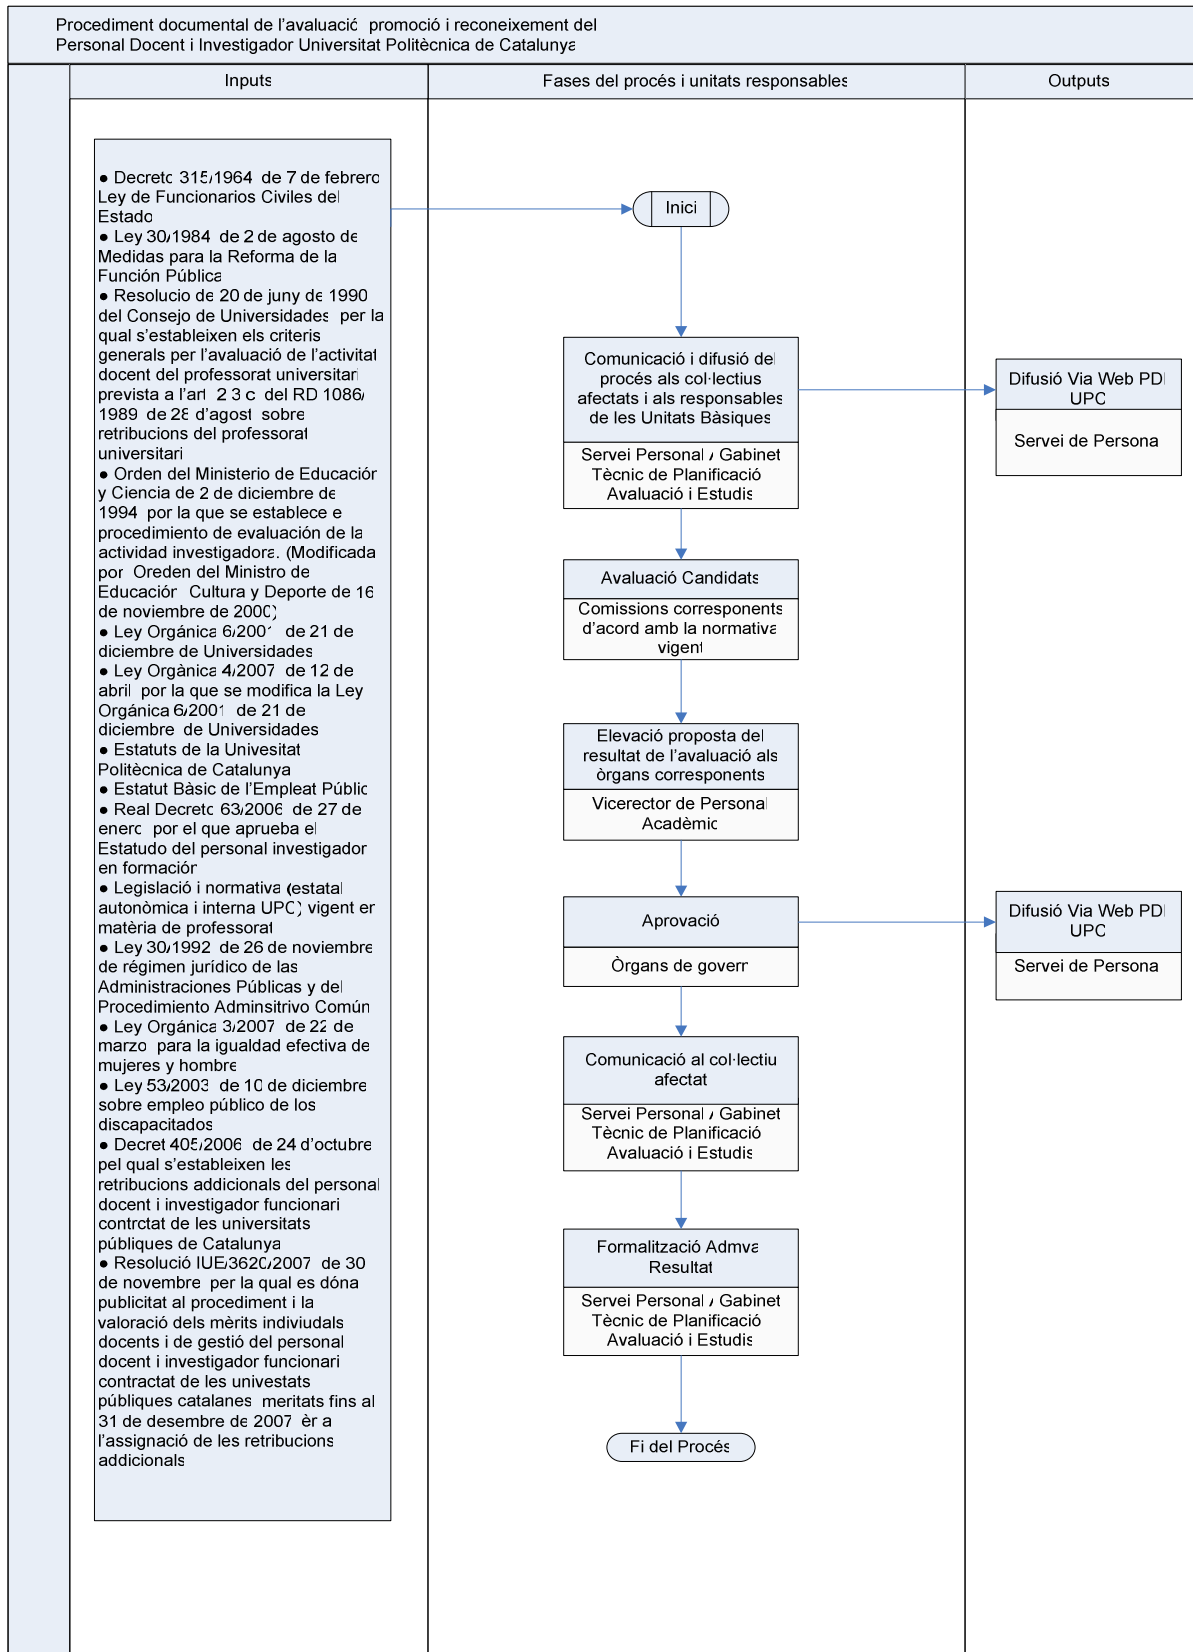 Procediment documental de l’avaluació promoció i reconeixement del
Personal Docent i Investigador Universitat Politècnica de Catalunya
Inputs
Fases del procés i unitats responsables
Outputs
● Decreto 315/1964 de 7 de febrero
Ley de Funcionarios Civiles del
Estado
● Ley 30/1984 de 2 de agosto de
Medidas para la Reforma de la
Función Pública
● Resolucio de 20 de juny de 1990
del Consejo de Universidades per la
qual s’estableixen els criteris
generals per l’avaluació de l’activitat
docent del professorat universitari
prevista a l’art 2 3 c del RD 1086/
1989 de 28 d’agost sobre
retribucions del professorat
universitari
● Orden del Ministerio de Educación
y Ciencia de 2 de diciembre de
1994 por la que se establece e
procedimiento de evaluación de la
actividad investigadora. (Modificada
por Oreden del Ministro de
Educación Cultura y Deporte de 16
de noviembre de 2000)
● Ley Orgánica 6/2001 de 21 de
diciembre de Universidades
● Ley Orgànica 4/2007 de 12 de
abril por la que se modifica la Ley
Orgánica 6/2001 de 21 de
diciembre de Universidades
● Estatuts de la Univesitat
Politècnica de Catalunya
● Estatut Bàsic de l’Empleat Públic
● Real Decreto 63/2006 de 27 de
enero por el que aprueba el
Estatudo del personal investigador
en formación
● Legislació i normativa (estatal
autonòmica i interna UPC) vigent en
matèria de professorat
● Ley 30/1992 de 26 de noviembre
de régimen jurídico de las
Administraciones Públicas y del
Procedimiento Adminsitrivo Común
● Ley Orgánica 3/2007 de 22 de
marzo para la igualdad efectiva de
mujeres y hombre
● Ley 53/2003 de 10 de diciembre
sobre empleo público de los
discapacitados
● Decret 405/2006 de 24 d’octubre
pel qual s’estableixen les
retribucions addicionals del personal
docent i investigador funcionari
contrctat de les universitats
públiques de Catalunya
● Resolució IUE/3620/2007 de 30
de novembre per la qual es dóna
publicitat al procediment i la
valoració dels mèrits indiviudals
docents i de gestió del personal
docent i investigador funcionari
contractat de les univestats
públiques catalanes meritats fins al
31 de desembre de 2007 èr a
l’assignació de les retribucions
addicionals
Inici
Comunicació i difusió del
procés als col·lectius
afectats i als responsables
de les Unitats Bàsiques
Servei Personal / Gabinet
Tècnic de Planificació
Avaluació i Estudis
Difusió Via Web PDI
UPC
Servei de Persona
Avaluació Candidats
Comissions corresponents
d’acord amb la normativa
vigent
Elevació proposta del
resultat de l’avaluació als
òrgans corresponents
Vicerector de Personal
Acadèmic
Aprovació
Òrgans de govern
Difusió Via Web PDI
UPC
Servei de Persona
Comunicació al col·lectiu
afectat
Servei Personal / Gabinet
Tècnic de Planificació
Avaluació i Estudis
Formalització Admva
Resultat
Servei Personal / Gabinet
Tècnic de Planificació
Avaluació i Estudis
Fi del Procés